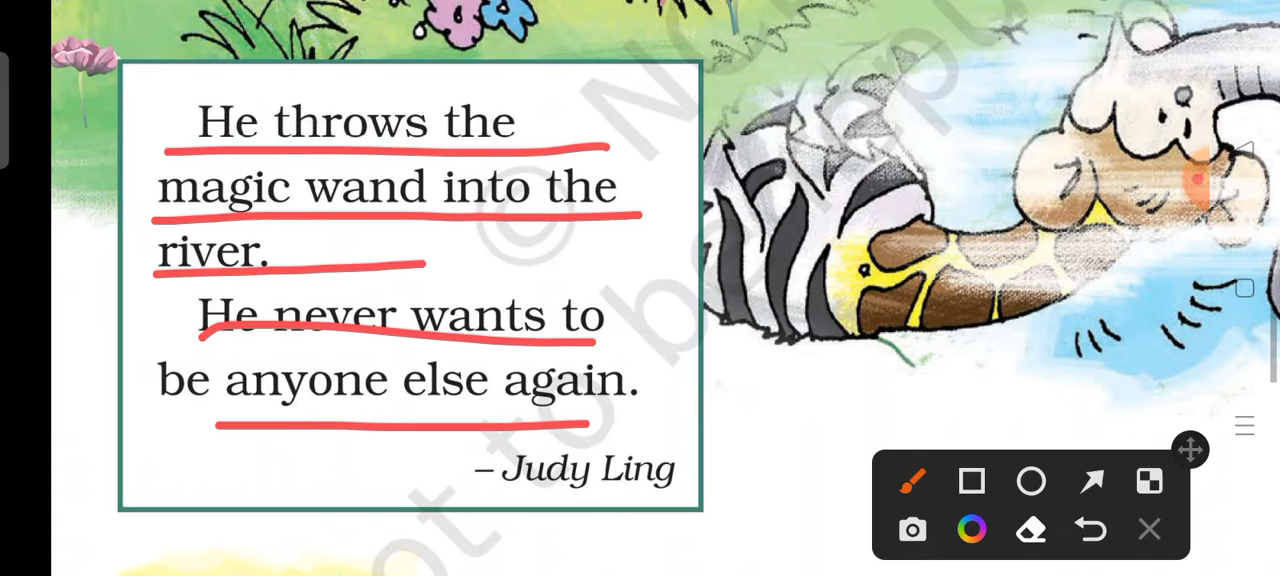 He throws the
magic wand into the
river.
He never wants to
be anyone else again.
– Judy Ling